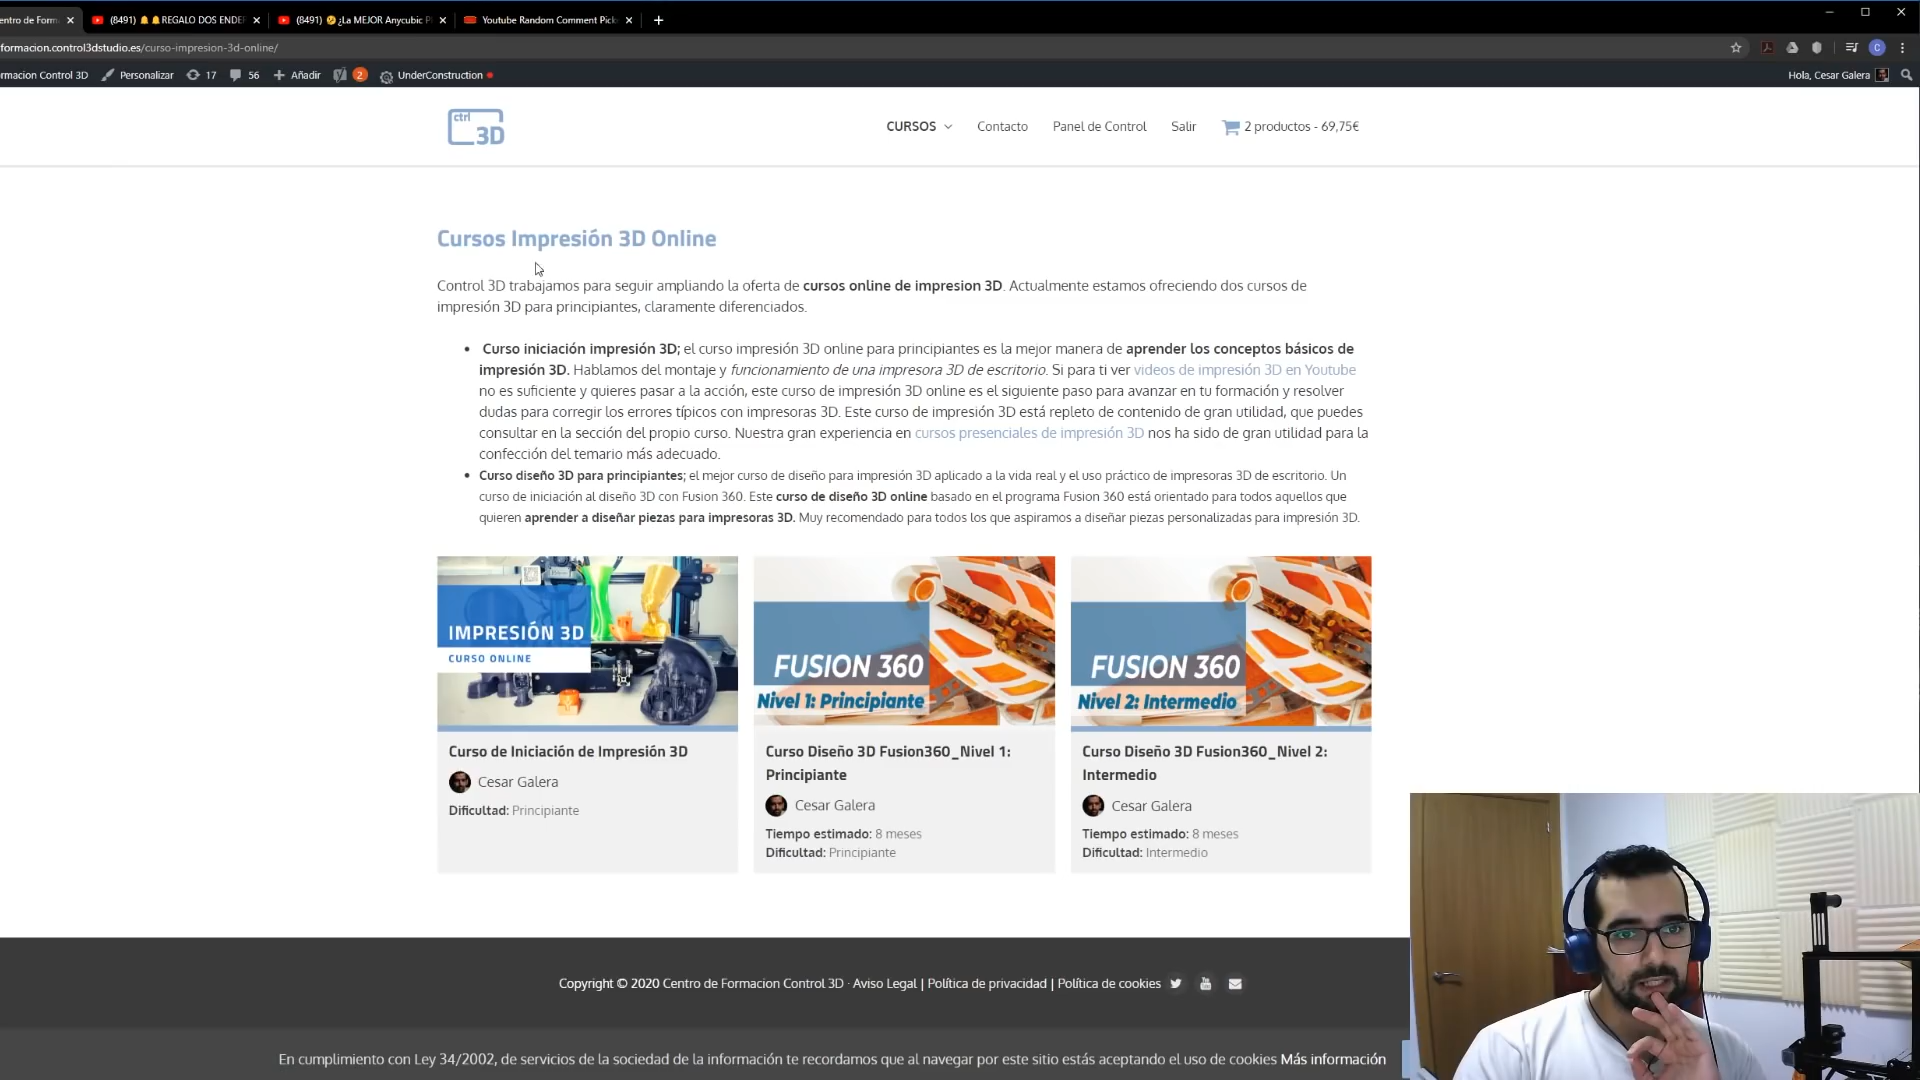 entro de Form
(8491) 🔔🔔REGALO DOS ENDEF
(8491) 🤔¿La MEJOR Anycubic P
Youtube Random Comment Pick
formacion.control3dstudio.es/curso-impresion-3d-online/
C
rmacion Control 3D
Personalizar
17
56
Añadir
2
UnderConstruction
Hola, Cesar Galera
ctrl
3D
CURSOS
Contacto
Panel de Control
Salir
2 productos - 69,75€
Cursos Impresión 3D Online
Control 3D trabajamos para seguir ampliando la oferta de cursos online de impresion 3D. Actualmente estamos ofreciendo dos cursos de
impresión 3D para principiantes, claramente diferenciados.
• Curso iniciación impresión 3D; el curso impresión 3D online para principiantes es la mejor manera de aprender los conceptos básicos de
impresión 3D. Hablamos del montaje y funcionamiento de una impresora 3D de escritorio. Si para ti ver videos de impresión 3D en Youtube
no es suficiente y quieres pasar a la acción, este curso de impresión 3D online es el siguiente paso para avanzar en tu formación y resolver
dudas para corregir los errores típicos con impresoras 3D. Este curso de impresión 3D está repleto de contenido de gran utilidad, que puedes
consultar en la sección del propio curso. Nuestra gran experiencia en cursos presenciales de impresión 3D nos ha sido de gran utilidad para la
confección del temario más adecuado.
• Curso diseño 3D para principiantes; el mejor curso de diseño para impresión 3D aplicado a la vida real y el uso práctico de impresoras 3D de escritorio. Un
curso de iniciación al diseño 3D con Fusion 360. Este curso de diseño 3D online basado en el programa Fusion 360 está orientado para todos aquellos que
quieren aprender a diseñar piezas para impresoras 3D. Muy recomendado para todos los que aspiramos a diseñar piezas personalizadas para impresión 3D.
IMPRESIÓN 3D
CURSO ONLINE
Curso de Iniciación de Impresión 3D
Cesar Galera
Dificultad: Principiante
FUSION 360
Nivel 1: Principiante
Curso Diseño 3D Fusion360_Nivel 1:
Principiante
Cesar Galera
Tiempo estimado: 8 meses
Dificultad: Principiante
FUSION 360
Nivel 2: Intermedio
Curso Diseño 3D Fusion360_Nivel 2:
Intermedio
Cesar Galera
Tiempo estimado: 8 meses
Dificultad: Intermedio
Copyright © 2020 Centro de Formacion Control 3D · Aviso Legal | Política de privacidad | Política de cookies
En cumplimiento con Ley 34/2002, de servicios de la sociedad de la información te recordamos que al navegar por este sitio estás aceptando el uso de cookies Más información